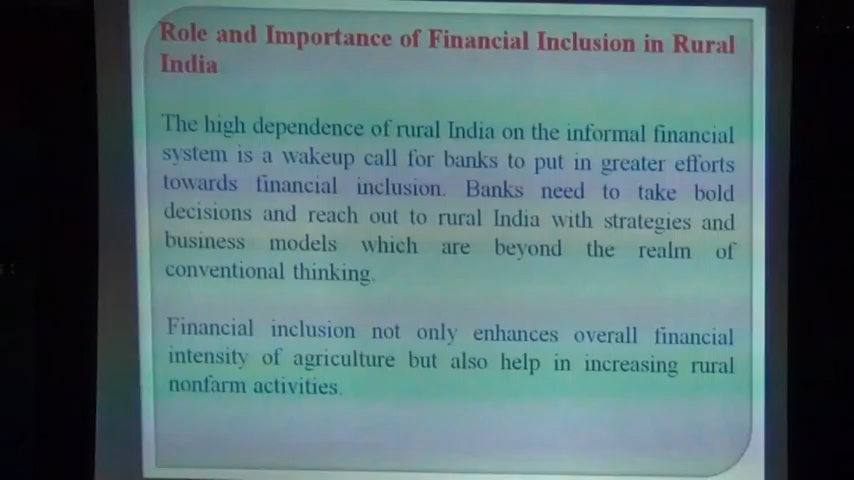 Role and Importance of Financial Inclusion in Rural
India
The high dependence of rural India on the informal financial
system is a wakeup call for banks to put in greater efforts
towards financial inclusion. Banks need to take bold
decisions and reach out to rural India with strategies and
business models which are beyond the realm of
conventional thinking.
Financial inclusion not only enhances overall financial
intensity of agriculture but also help in increasing rural
nonfarm activities.